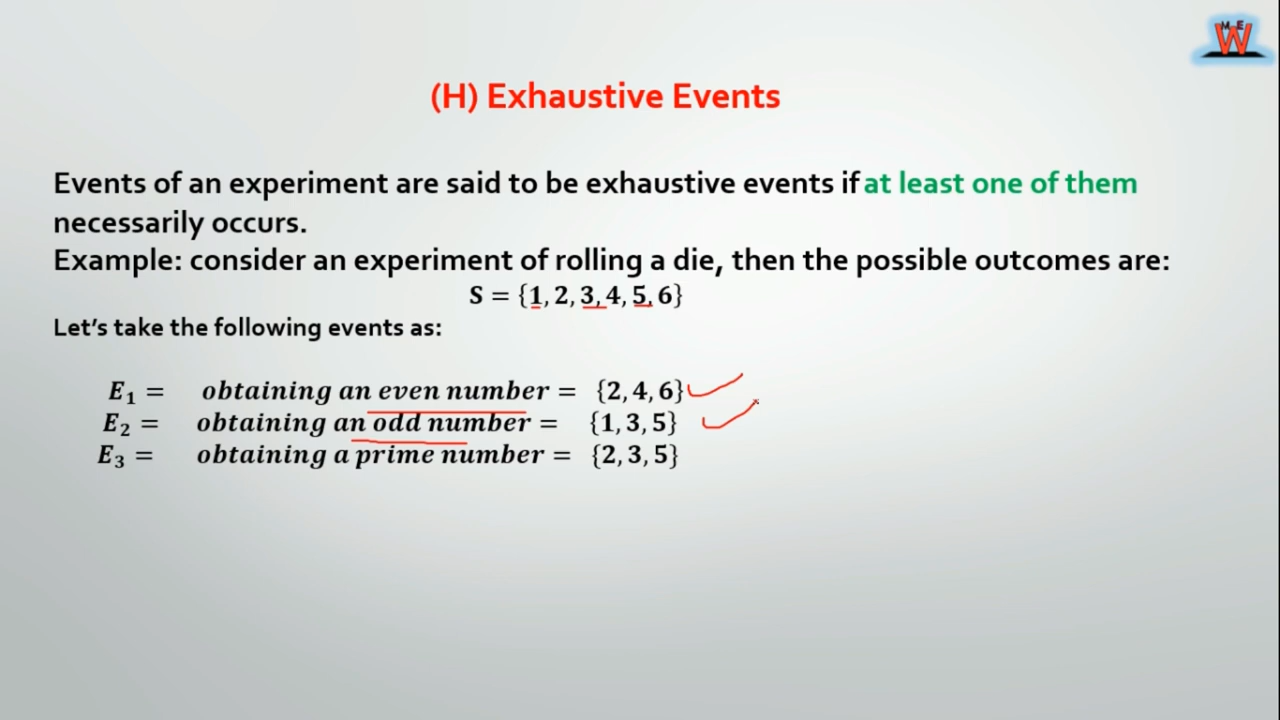 M E
W
(H) Exhaustive Events
Events of an experiment are said to be exhaustive events if at least one of them
necessarily occurs.
Example: consider an experiment of rolling a die, then the possible outcomes are:
S = {1, 2, 3, 4, 5, 6}
Let's take the following events as:
E₁ = obtaining an even number = {2, 4, 6}
E₂ = obtaining an odd number = {1, 3, 5}
E₃ = obtaining a prime number = {2, 3, 5}